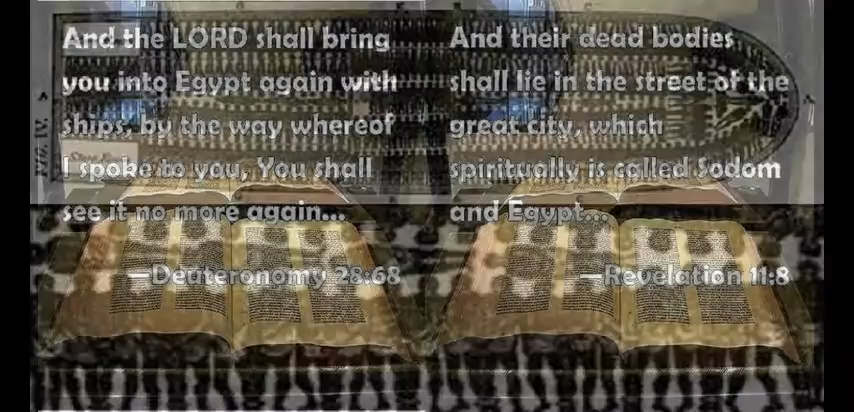 And the LORD shall bring
you into Egypt again with
ships, by the way whereof
I spoke to you, You shall
see it no more again...
—Deuteronomy 28:68
And their dead bodies
shall lie in the street of the
great city, which
spiritually is called Sodom
and Egypt...
—Revelation 11:8